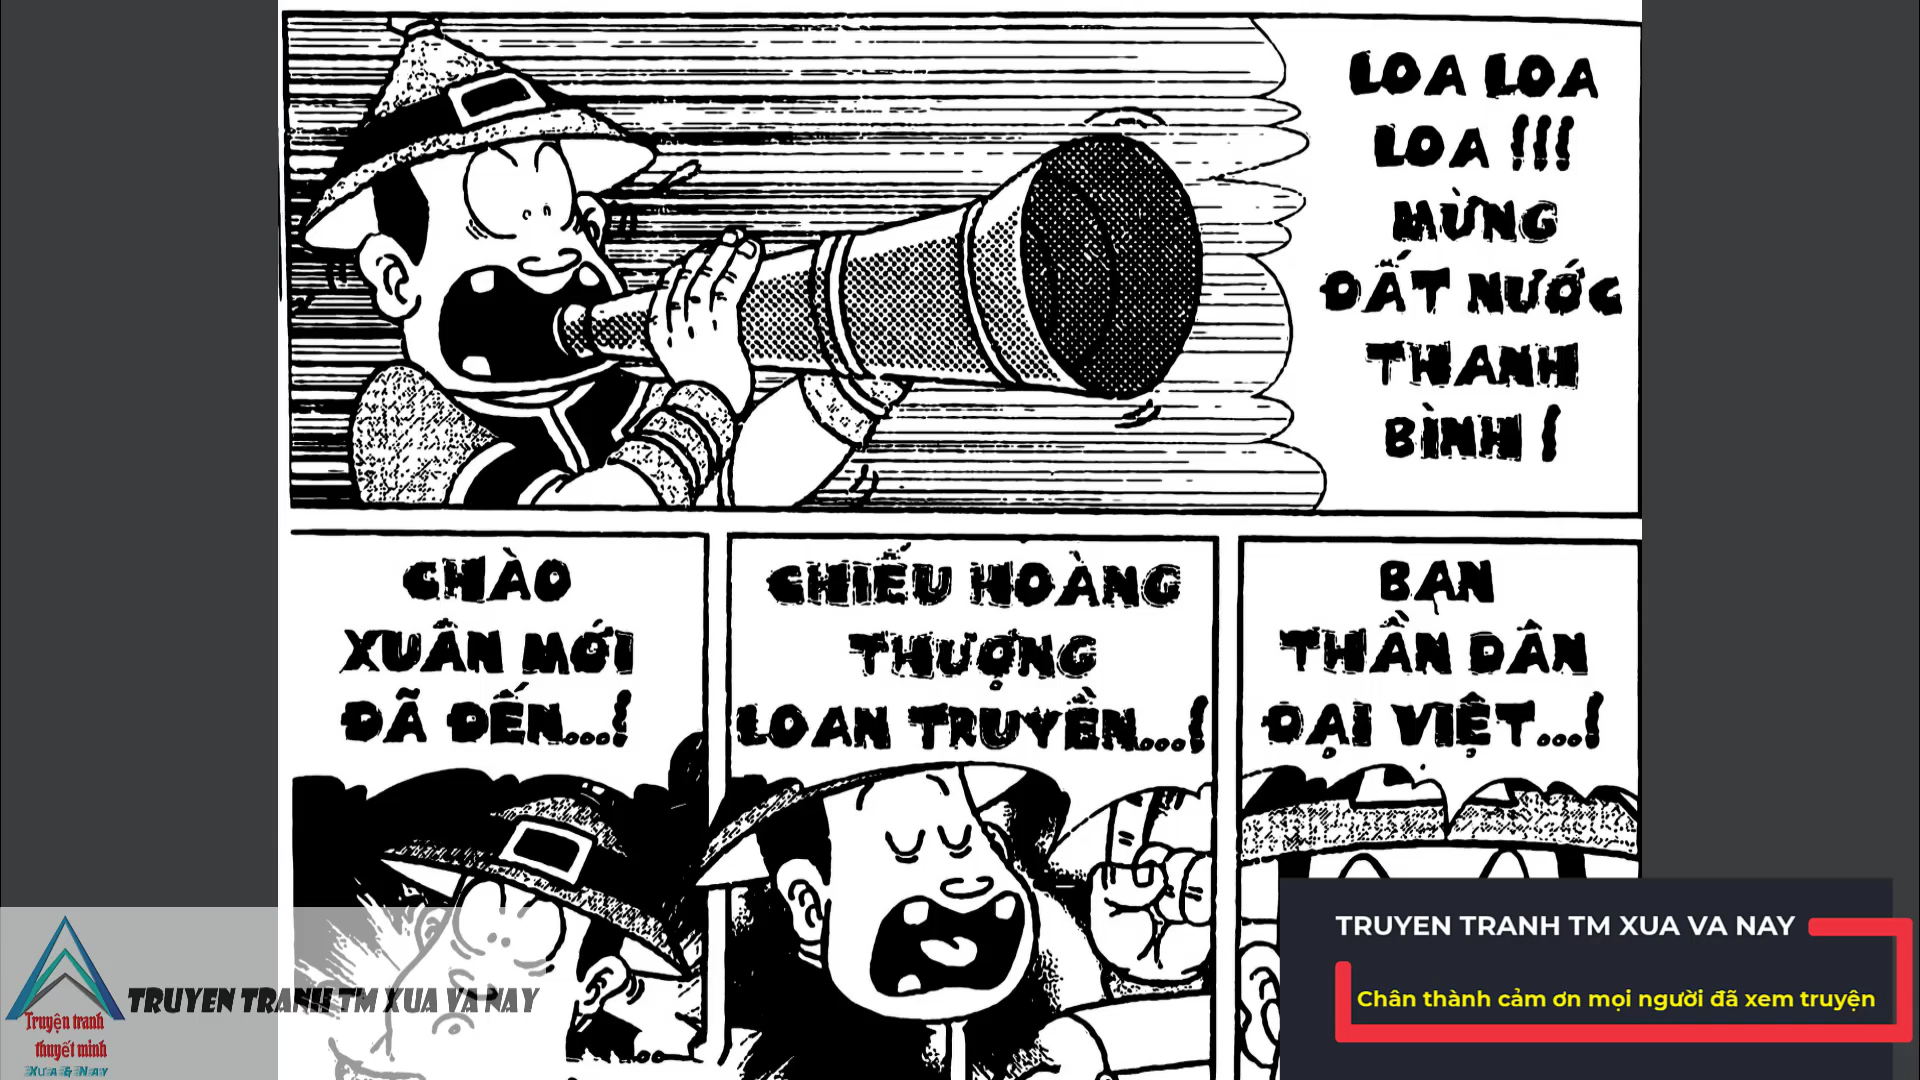 LOA LOA
LOA !!!
MỪNG
ĐẤT NƯỚC
THANH
BÌNH !
CHÀO
XUÂN MỚI
ĐÃ ĐẾN...!
CHIẾU HOÀNG
THƯỢNG
LOAN TRUYỀN...!
BẠN
THẦN DÂN
ĐẠI VIỆT...!
TRUYEN TRANH TM XUA VA NAY
Chân thành cảm ơn mọi người đã xem truyện
TRUYEN TRANH TM XUA VA NAY
Truyện tranh
thuyết minh
XƯA & NAY